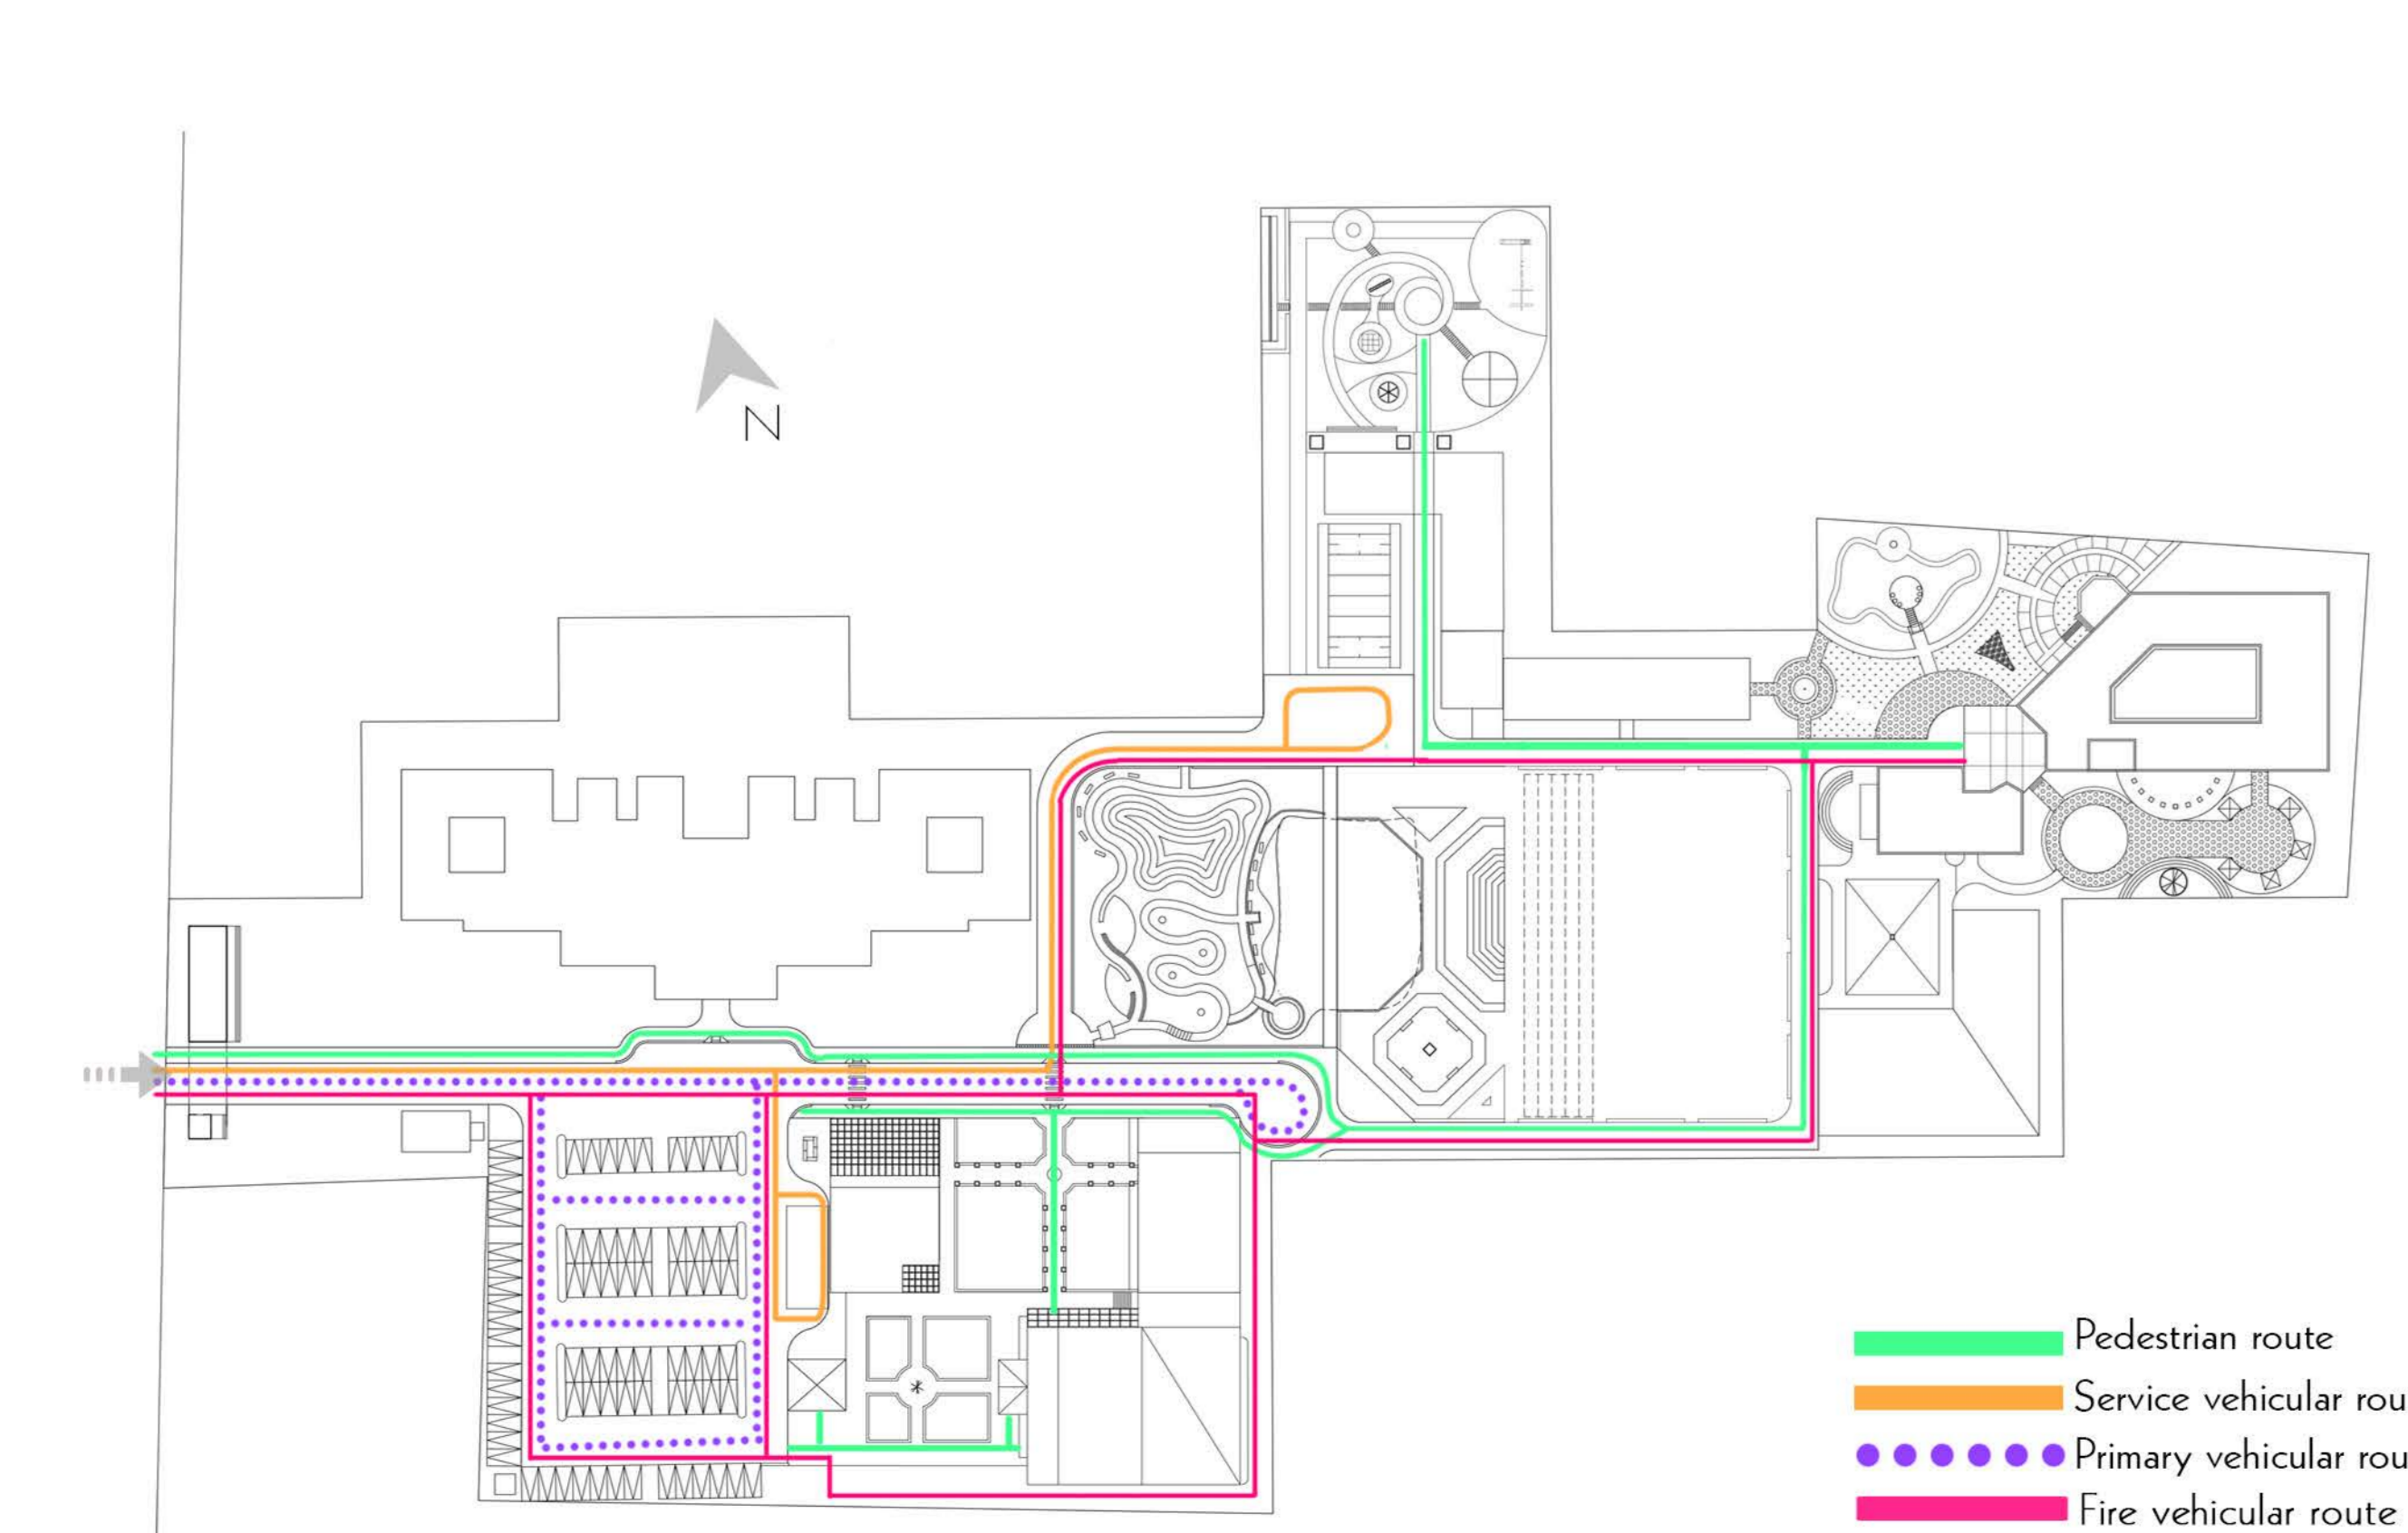 N
Pedestrian route
Service vehicular rou
Primary vehicular rou
Fire vehicular route